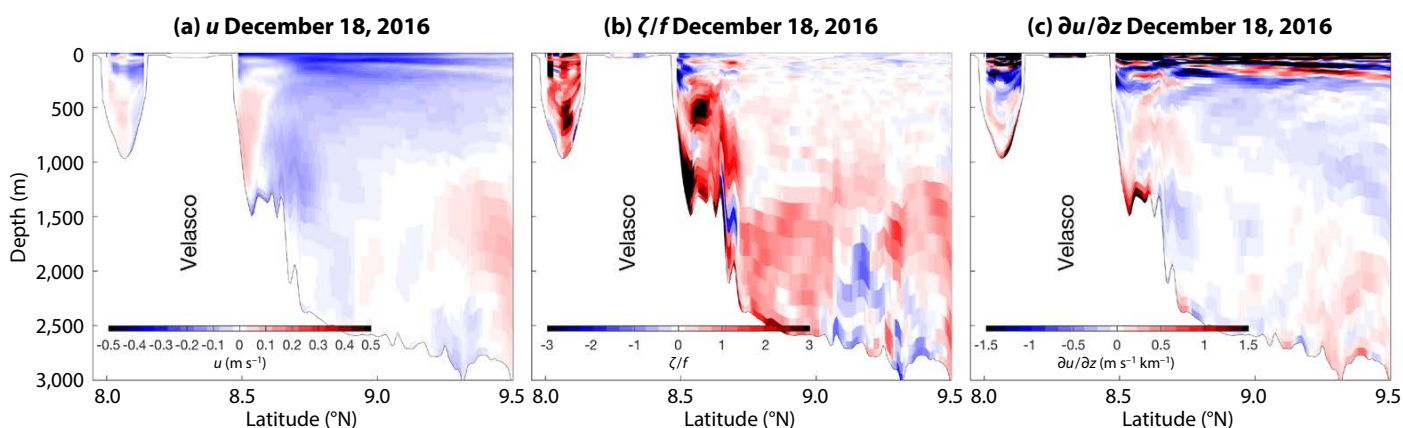 (a) u December 18, 2016
(b) ζ/f December 18, 2016
(c) ∂u/∂z December 18, 2016
Depth (m)
0
500
1,000
1,500
2,000
2,500
3,000
Velasco
-0.5 -0.4 -0.3 -0.2 -0.1 0 0.1 0.2 0.3 0.4 0.5
u (m s⁻¹)
8.0 8.5 9.0 9.5
Latitude (°N)
Velasco
-3 -2 -1 0 1 2 3
ζ/f
8.0 8.5 9.0 9.5
Latitude (°N)
Velasco
-1.5 -1 -0.5 0 0.5 1 1.5
∂u/∂z (m s⁻¹ km⁻¹)
8.0 8.5 9.0 9.5
Latitude (°N)